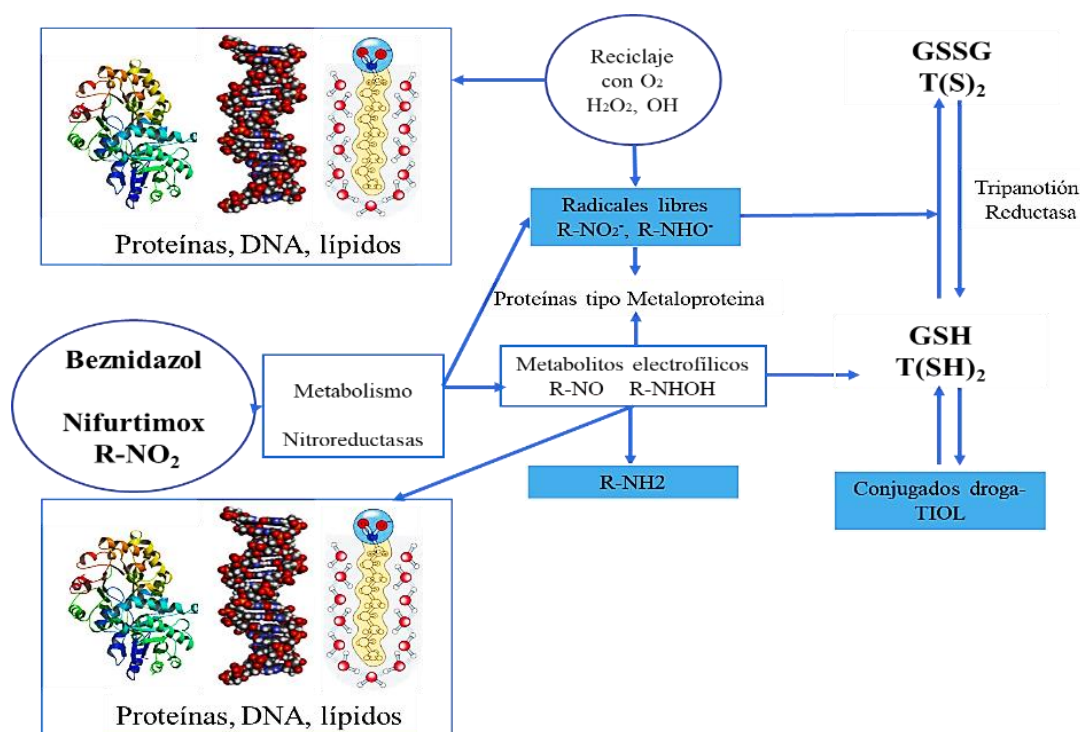 Reciclaje
con O₂
H₂O₂, OH
GSSG
T(S)₂
Proteínas, DNA, lípidos
Radicales libres
R-NO₂⁻, R-NHO⁻
Tripanotión
Reductasa
Proteínas tipo Metaloproteina
Beznidazol
Nifurtimox
R-NO₂
Metabolismo
Nitroreductasas
Metabolitos electrofílicos
R-NO R-NHOH
GSH
T(SH)₂
R-NH2
Conjugados droga-
TIOL
Proteínas, DNA, lípidos